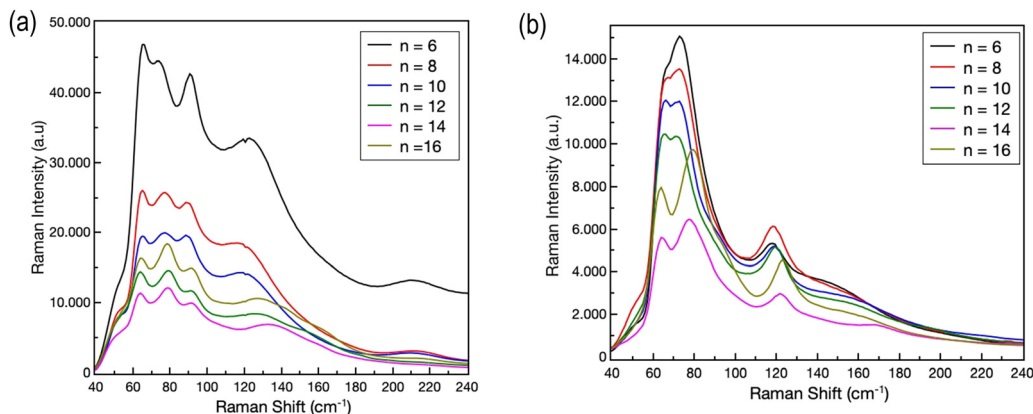 (a)
50.000
40.000
30.000
20.000
10.000
0
Raman Intensity (a.u)
n = 6
n = 8
n = 10
n = 12
n = 14
n =16
40 60 80 100 120 140 160 180 200 220 240
Raman Shift (cm⁻¹)
(b)
14.000
12.000
10.000
8.000
6.000
4.000
2.000
0
Raman Intensity (a.u.)
n = 6
n = 8
n = 10
n = 12
n = 14
n = 16
40 60 80 100 120 140 160 180 200 220 240
Raman Shift (cm⁻¹)